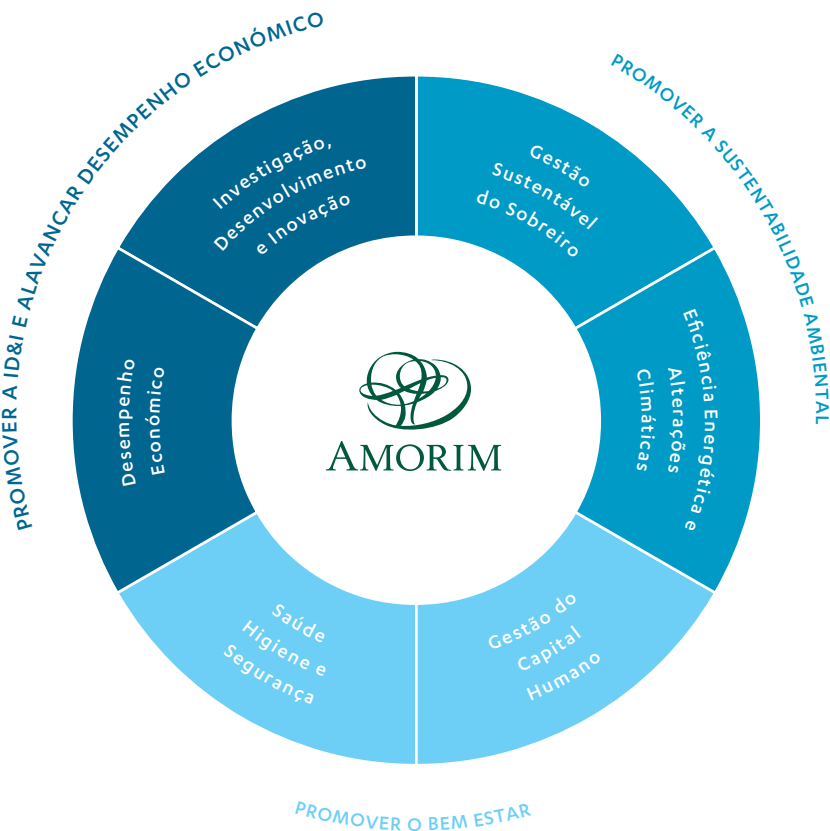 PROMOVER A ID&I E ALAVANCAR DESEMPENHO ECONÓMICO
PROMOVER A SUSTENTABILIDADE AMBIENTAL
Investigação,
Desenvolvimento
e Inovação
Gestão
Sustentável
do Sobreiro
Desempenho
Económico
AMORIM
Eficiência Energética e
Alterações
Climáticas
Saúde
Higiene e
Segurança
Gestão do
Capital
Humano
PROMOVER O BEM ESTAR